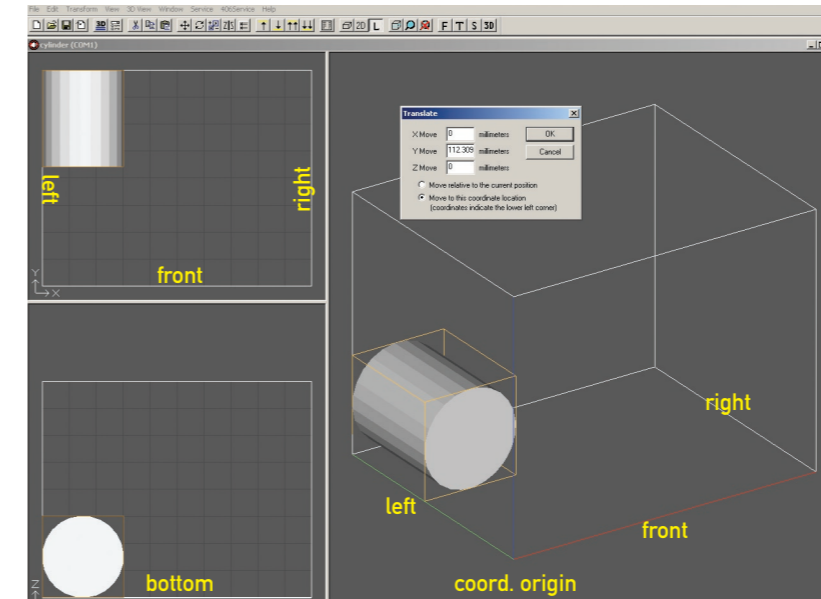 File Edit Transform View 3D-View Window Service 406Service Help
2D L F T S 3D
cylinder (COM1)
left
right
front
Y
X
Translate
X Move 0 millimeters OK
Y Move 112.309 millimeters Cancel
Z Move 0 millimeters
Move relative to the current position
Move to this coordinate location
(coordinates indicate the lower left corner)
Z
bottom
right
left
front
coord. origin